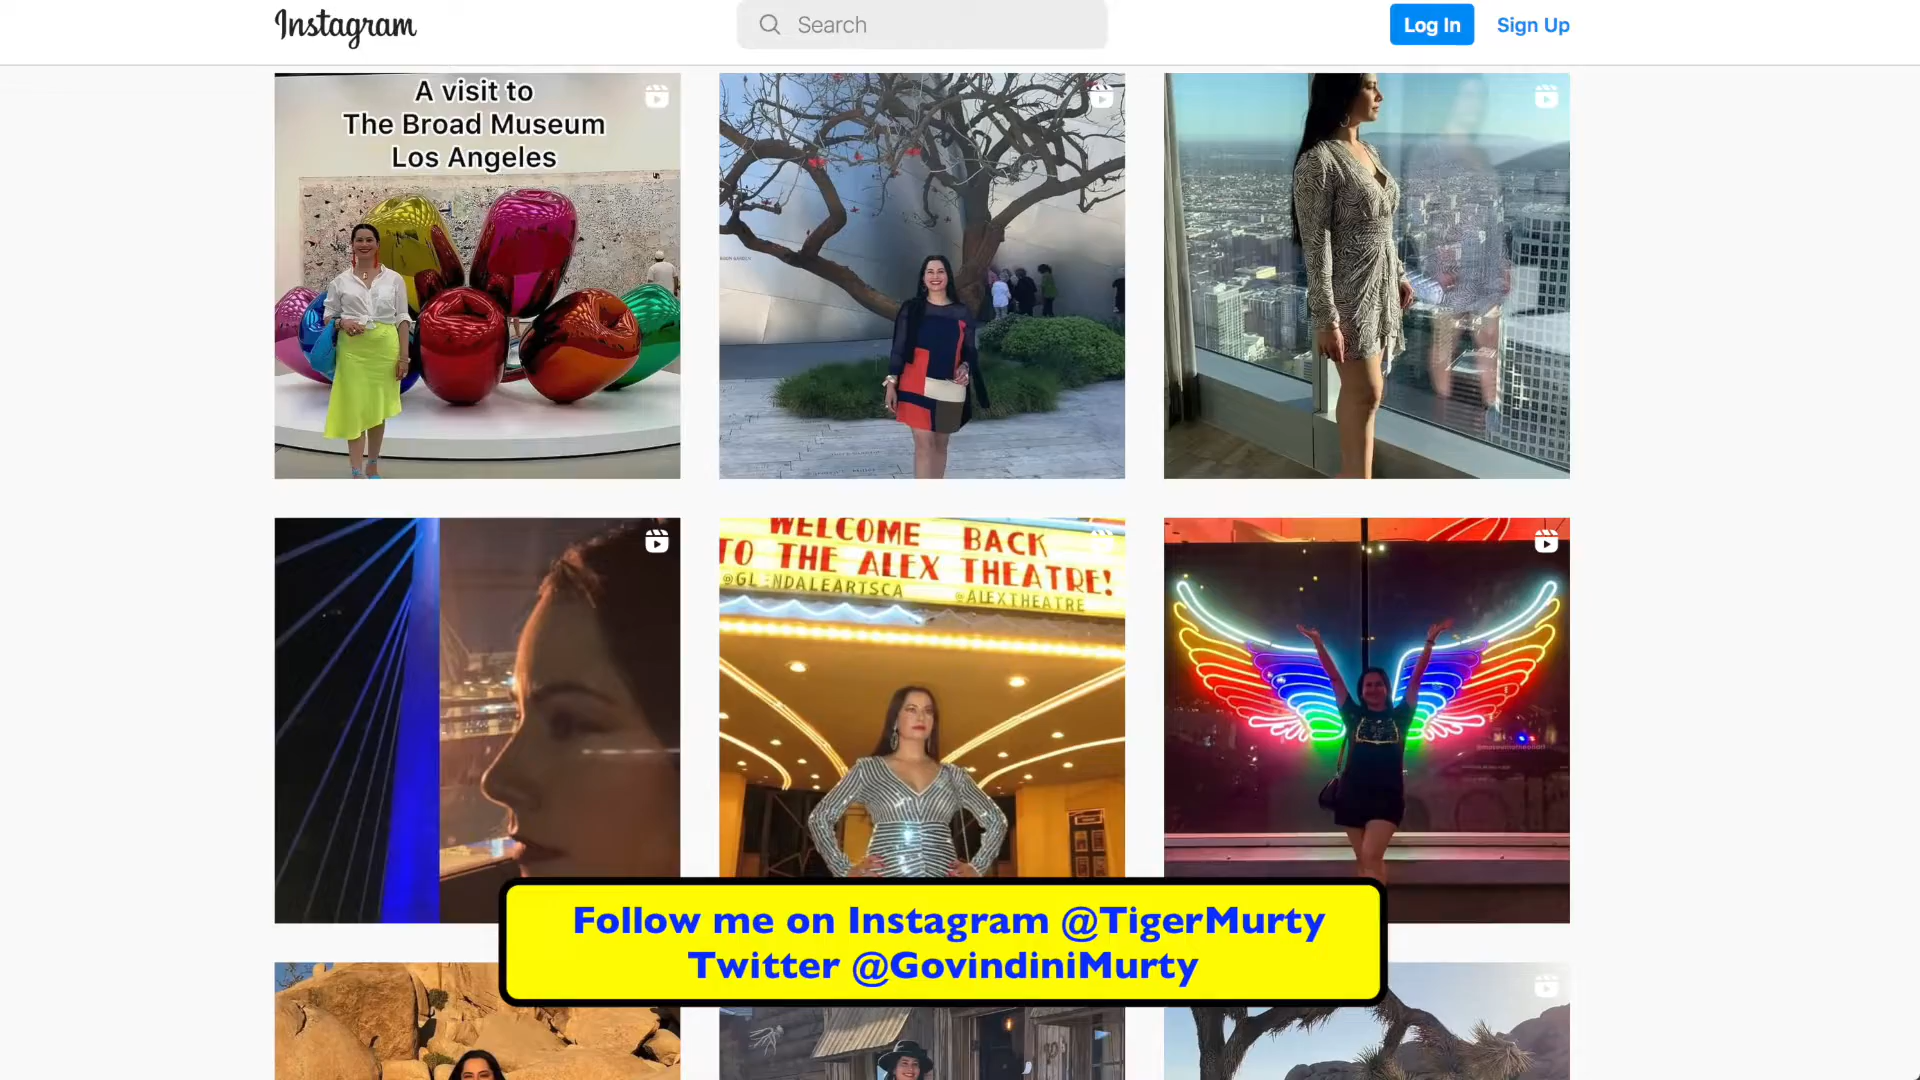 Instagram
Search
Log In
Sign Up
A visit to
The Broad Museum
Los Angeles
WELCOME BACK
TO THE ALEX THEATRE!
@ALEXTHEATRE
Follow me on Instagram @TigerMurty
Twitter @GovindiniMurty